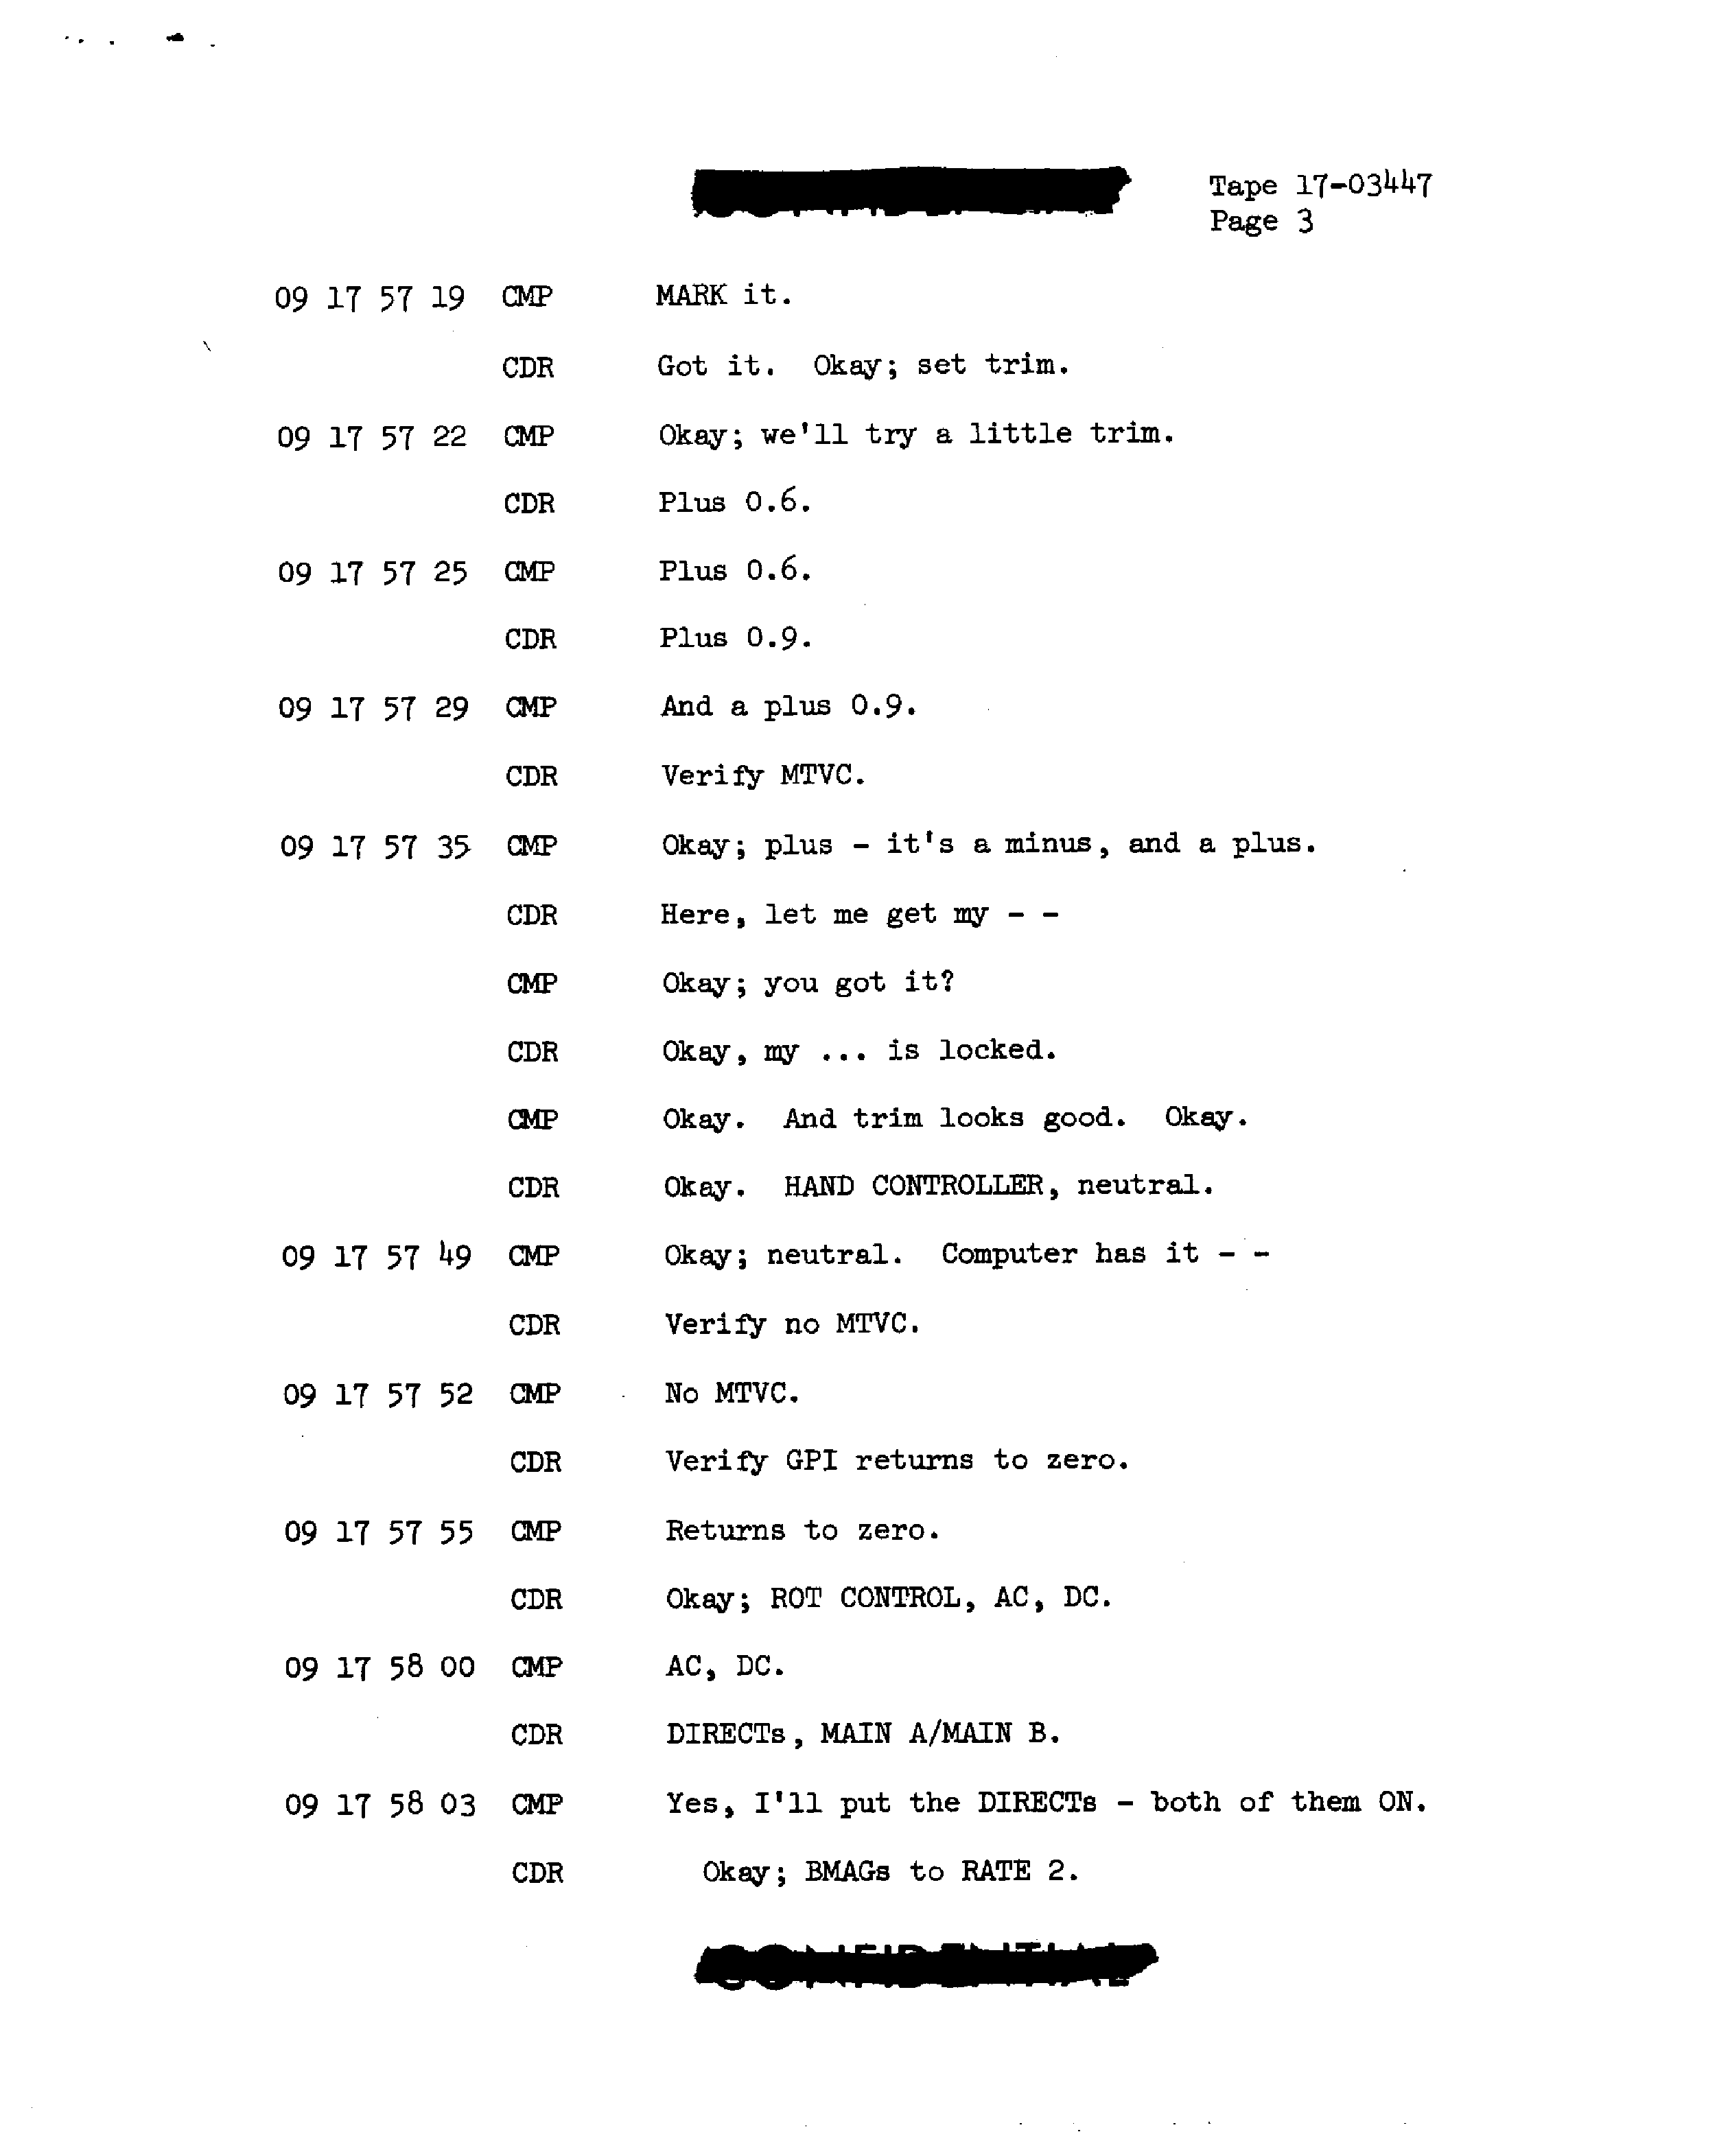 Tape 17-03447
Page 3
09 17 57 19 CMP MARK it.
CDR Got it. Okay; set trim.
09 17 57 22 CMP Okay; we'll try a little trim.
CDR Plus 0.6.
09 17 57 25 CMP Plus 0.6.
CDR Plus 0.9.
09 17 57 29 CMP And a plus 0.9.
CDR Verify MTVC.
09 17 57 35 CMP Okay; plus - it's a minus, and a plus.
CDR Here, let me get my - -
CMP Okay; you got it?
CDR Okay, my ... is locked.
CMP Okay. And trim looks good. Okay.
CDR Okay. HAND CONTROLLER, neutral.
09 17 57 49 CMP Okay; neutral. Computer has it - -
CDR Verify no MTVC.
09 17 57 52 CMP No MTVC.
CDR Verify GPI returns to zero.
09 17 57 55 CMP Returns to zero.
CDR Okay; ROT CONTROL, AC, DC.
09 17 58 00 CMP AC, DC.
CDR DIRECTs, MAIN A/MAIN B.
09 17 58 03 CMP Yes, I'll put the DIRECTs - both of them ON.
CDR Okay; BMAGs to RATE 2.
CONFIDENTIAL